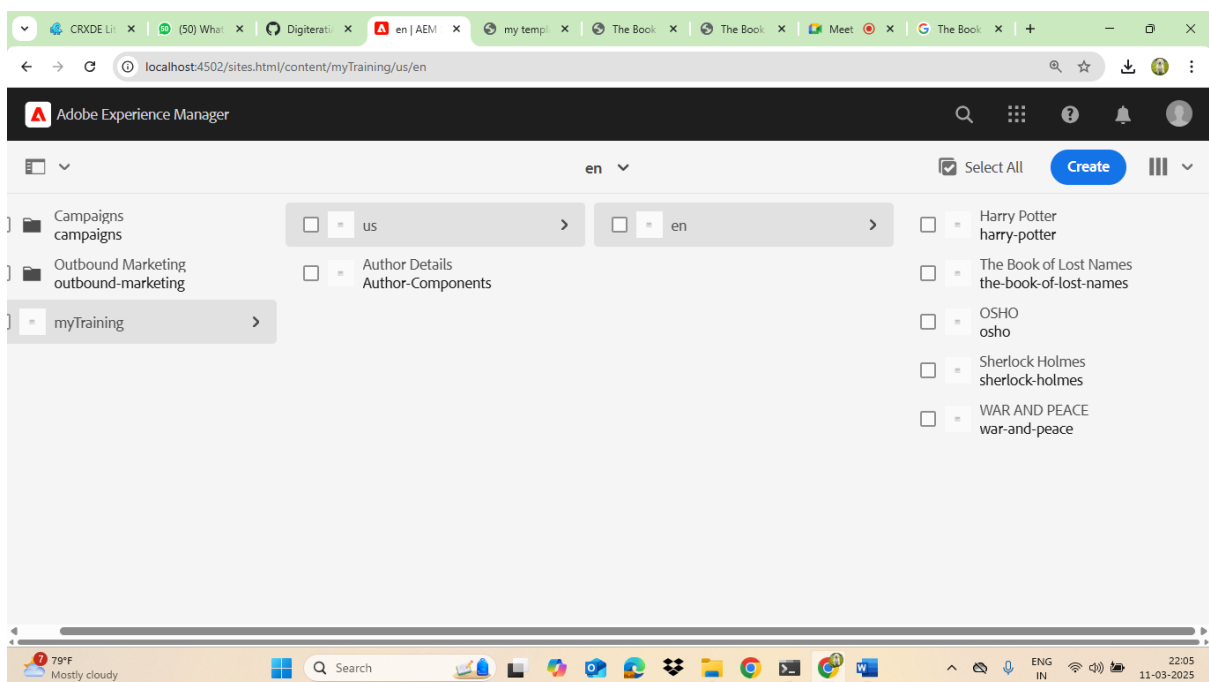 CRXDE Lit
(50) What
Digiterati
en | AEM
my templ
The Book
The Book
Meet
The Book
localhost:4502/sites.html/content/myTraining/us/en
Adobe Experience Manager
en
Select All
Create
Campaigns
campaigns
Outbound Marketing
outbound-marketing
myTraining
us
Author Details
Author-Components
en
Harry Potter
harry-potter
The Book of Lost Names
the-book-of-lost-names
OSHO
osho
Sherlock Holmes
sherlock-holmes
WAR AND PEACE
war-and-peace
7
79°F
Mostly cloudy
Search
ENG
IN
22:05
11-03-2025